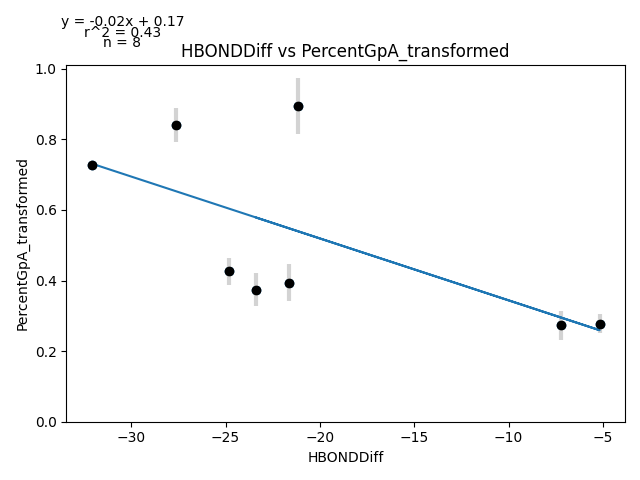 y = -0.02x + 0.17
r^2 = 0.43
n = 8
HBONDDiff vs PercentGpA_transformed
PercentGpA_transformed
1.0
0.8
0.6
0.4
0.2
0.0
−30
−25
−20
−15
−10
−5
HBONDDiff